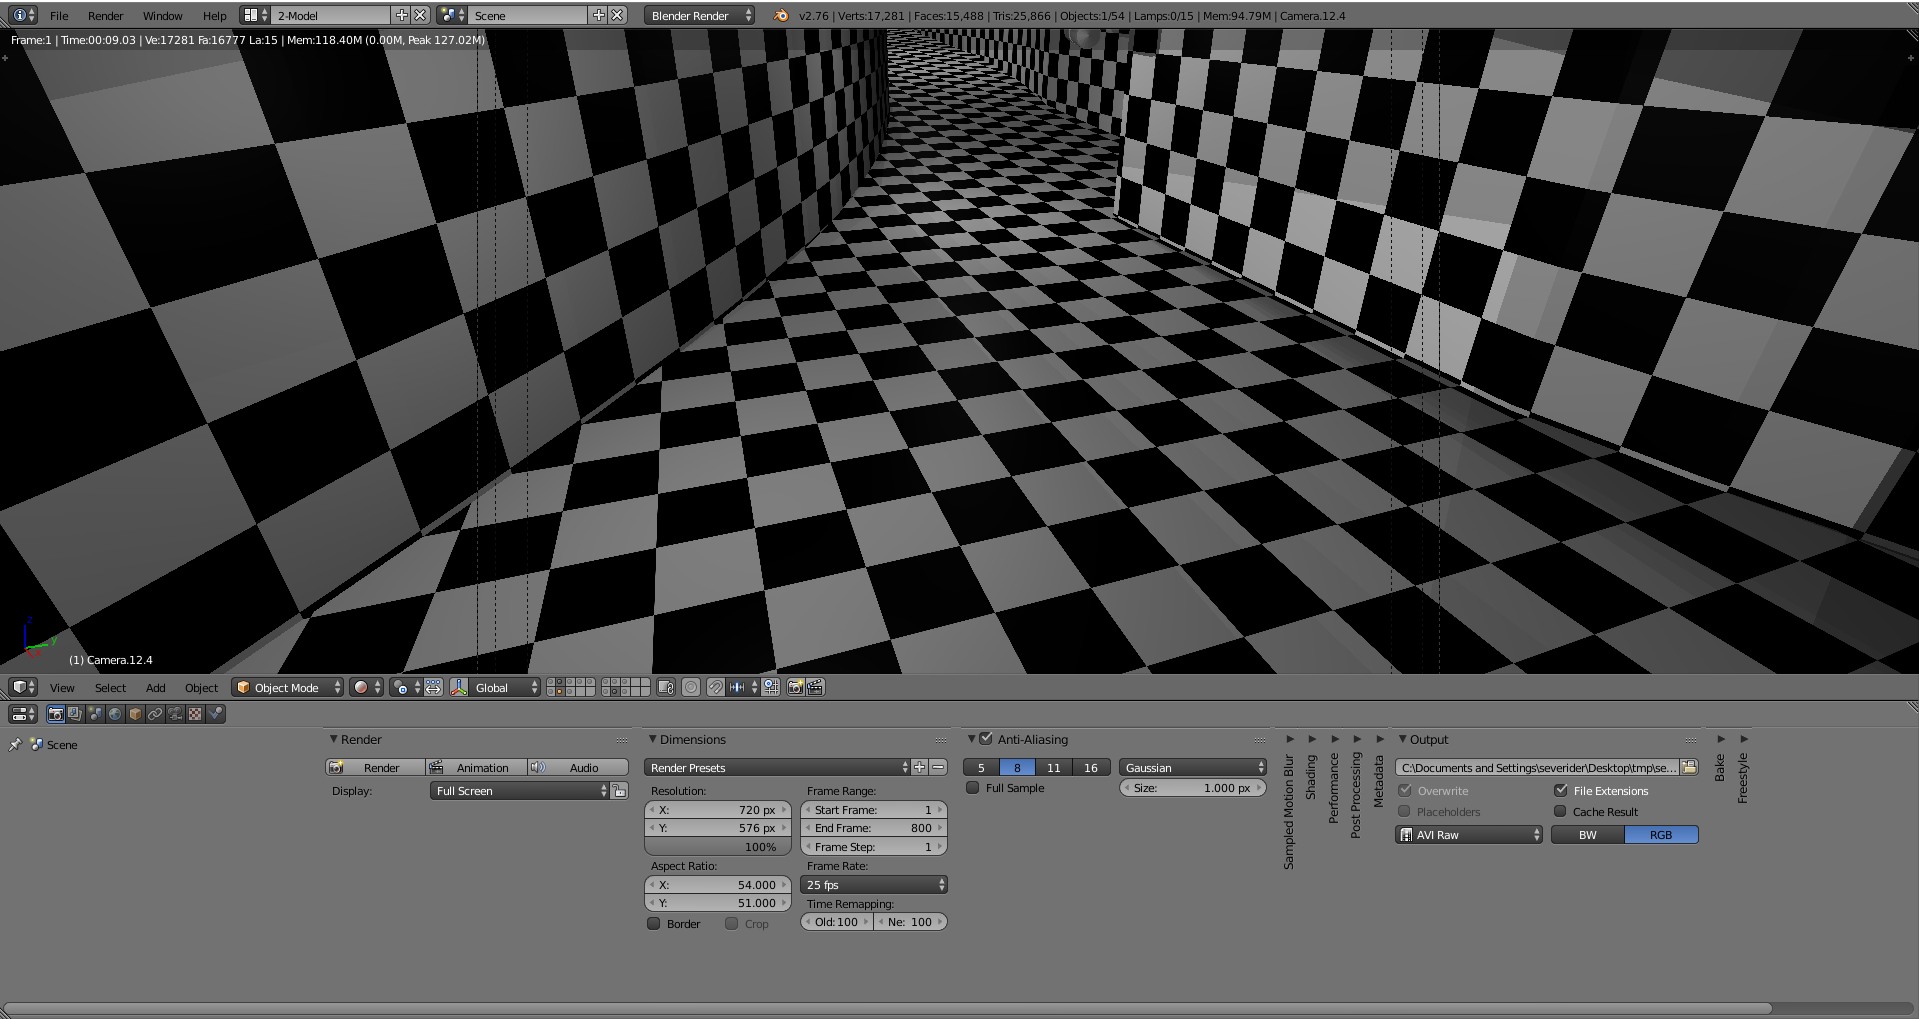 File Render Window Help 2-Model Scene Blender Render v2.76 | Verts:17,281 | Faces:15,488 | Tris:25,866 | Objects:1/54 | Lamps:0/15 | Mem:94.79M | Camera.12.4
Frame:1 | Time:00:09.03 | Ve:17281 Fa:16777 La:15 | Mem:118.40M (0.00M, Peak 127.02M)
z
y
(1) Camera.12.4
View Select Add Object Object Mode Global
Scene
Render
Render Animation Audio
Display: Full Screen
Dimensions
Render Presets
Resolution:
X: 720 px
Y: 576 px
100%
Aspect Ratio:
X: 54.000
Y: 51.000
Border Crop
Frame Range:
Start Frame: 1
End Frame: 800
Frame Step: 1
Frame Rate:
25 fps
Time Remapping:
Old:100 Ne: 100
Anti-Aliasing
5 8 11 16 Gaussian
Full Sample Size: 1.000 px
Sampled Motion Blur
Shading
Performance
Post Processing
Metadata
Output
C:\Documents and Settings\severider\Desktop\tmp\se...
Overwrite File Extensions
Placeholders Cache Result
AVI Raw BW RGB
Bake
Freestyle